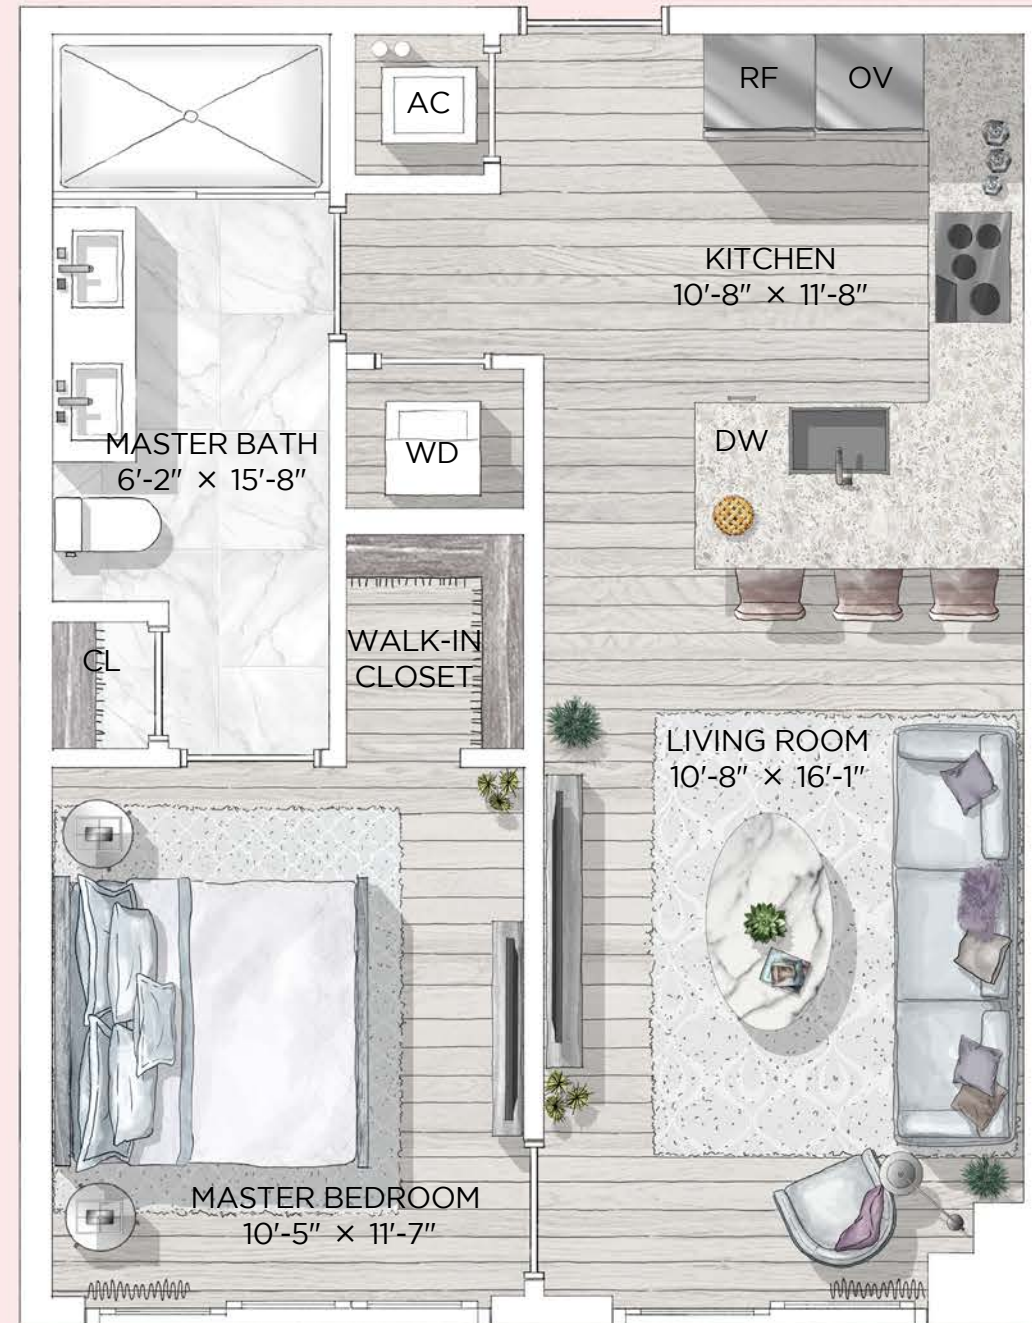 AC
RF
OV
KITCHEN
10'-8" × 11'-8"
MASTER BATH
6'-2" × 15'-8"
WD
DW
CL
WALK-IN
CLOSET
LIVING ROOM
10'-8" × 16'-1"
MASTER BEDROOM
10'-5" × 11'-7"